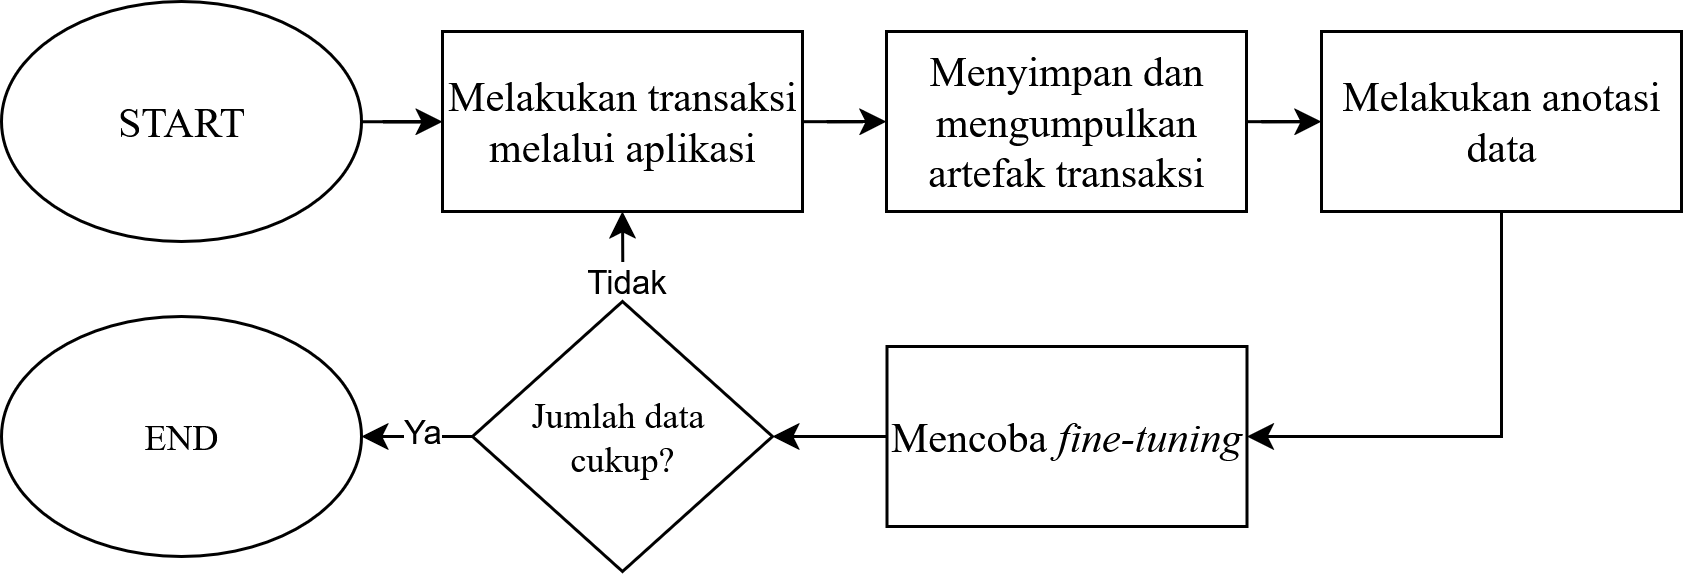 START
Melakukan transaksi
melalui aplikasi
Menyimpan dan
mengumpulkan
artefak transaksi
Melakukan anotasi
data
Tidak
END
Ya
Jumlah data
cukup?
Mencoba fine-tuning